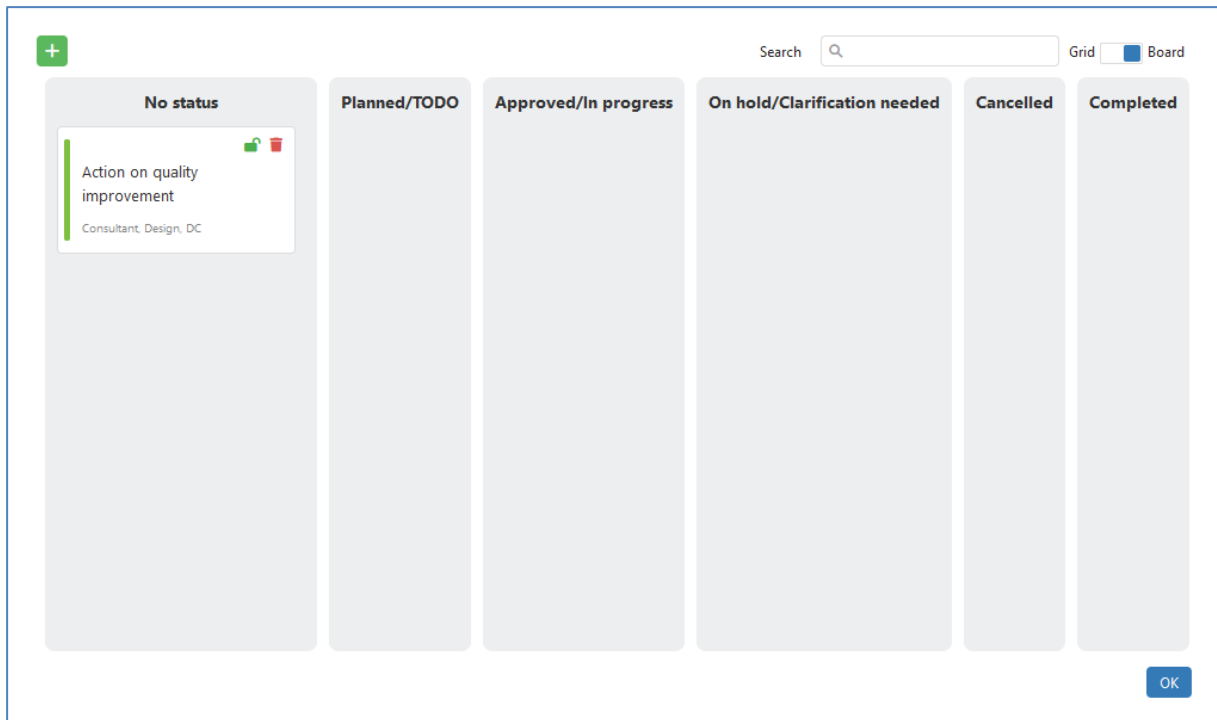 Search
Grid
Board
No status
Planned/TODO
Approved/In progress
On hold/Clarification needed
Cancelled
Completed
Action on quality
improvement
Consultant, Design, DC
OK